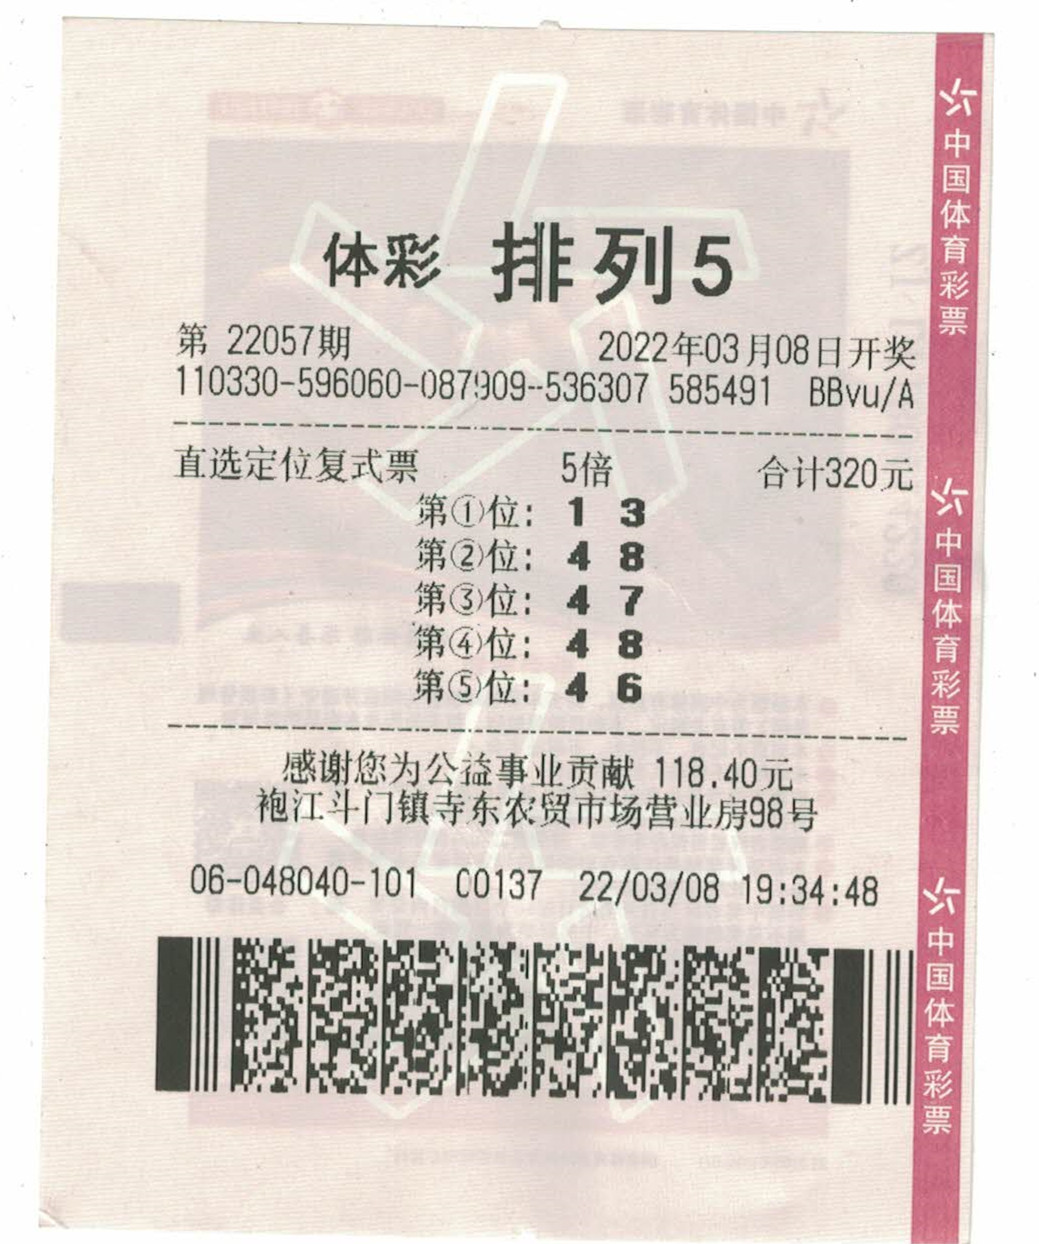 体彩 排列5
第 22057期 2022年03月08日开奖
110330-596060-087909-536307 585491 BBvu/A
直选定位复式票 5倍 合计320元
第①位: 1 3
第②位: 4 8
第③位: 4 7
第④位: 4 8
第⑤位: 4 6
感谢您为公益事业贡献 118.40元
袍江斗门镇寺东农贸市场营业房98号
06-048040-101 C0137 22/03/08 19:34:48
中国体育彩票
中国体育彩票
中国体育彩票